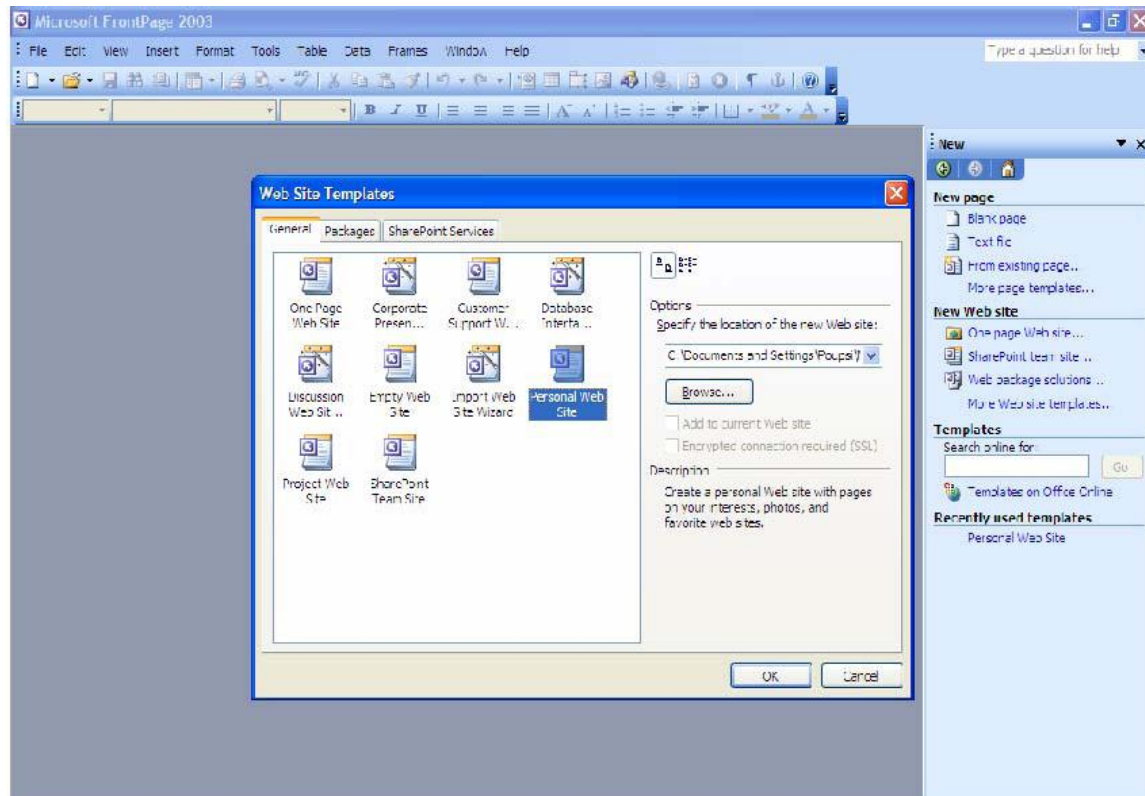 Microsoft FrontPage 2003
File Edit View Insert Format Tools Table Data Frames Window Help
Type a question for help
New
New page
Blank page
Text file
From existing page...
More page templates...
New Web site
One page Web site...
SharePoint team site ...
Web package solutions ...
More Web site templates...
Templates
Search online for:
Go
Templates on Office Online
Recently used templates
Personal Web Site
Web Site Templates
General Packages SharePoint Services
One Page Web Site
Corporate Presen...
Customer Support W...
Database Interfa...
Discussion Web Sit...
Empty Web Site
Import Web Site Wizard
Personal Web Site
Project Web Site
SharePoint Team Site
Options
Specify the location of the new Web site:
C:\Documents and Settings\Poupsi\
Browse...
Add to current Web site
Encrypted connection required (SSL)
Description
Create a personal Web site with pages
on your interests, photos, and
favorite web sites.
OK Cancel